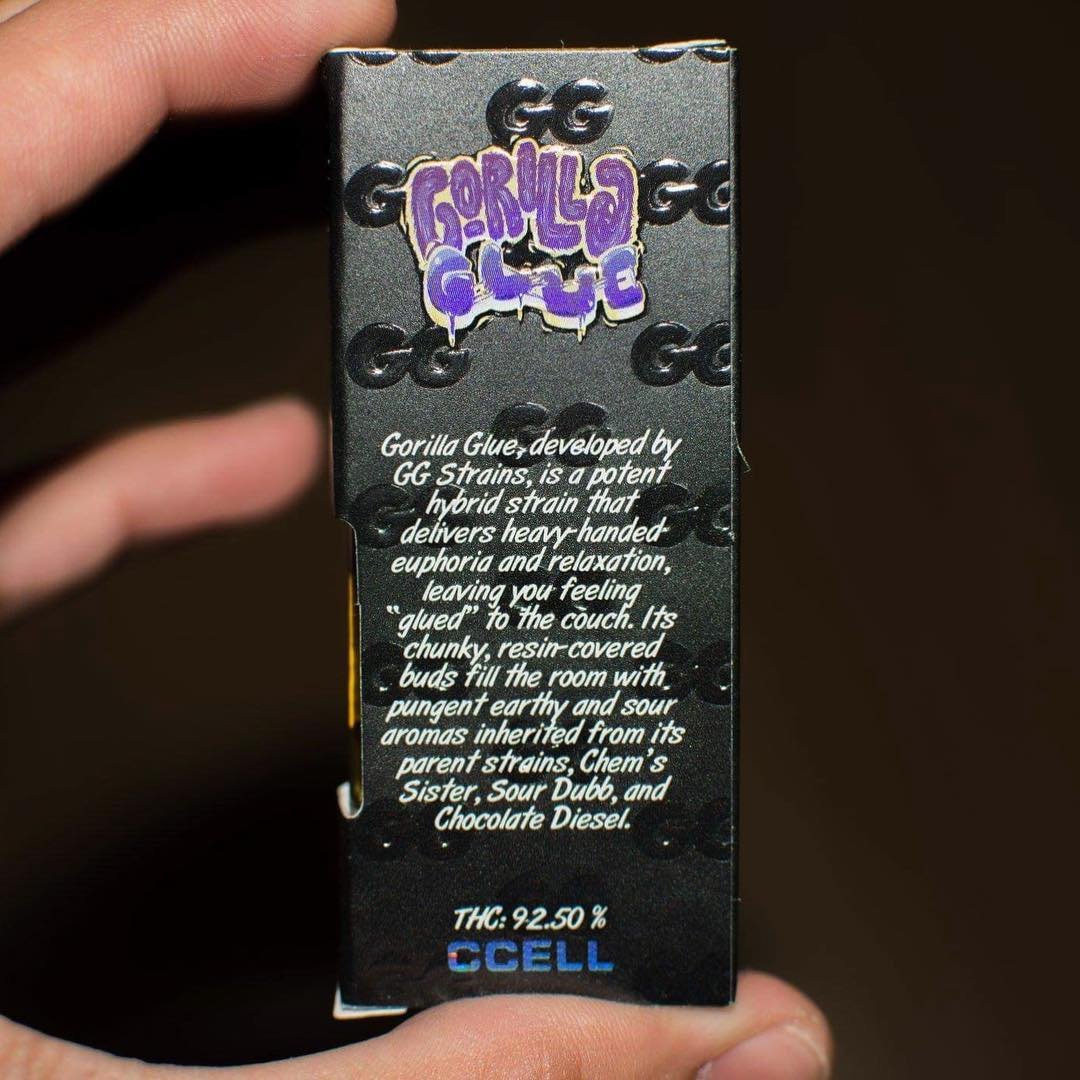 GG
GORILLA
GLUE
GG GG
GG GG
GG
Gorilla Glue, developed by
GG Strains, is a potent
hybrid strain that
delivers heavy-handed
euphoria and relaxation,
leaving you feeling
"glued" to the couch. Its
chunky, resin-covered
buds fill the room with
pungent earthy and sour
aromas inherited from its
parent strains, Chem's
Sister, Sour Dubb, and
Chocolate Diesel.
THC: 92.50 %
CCELL